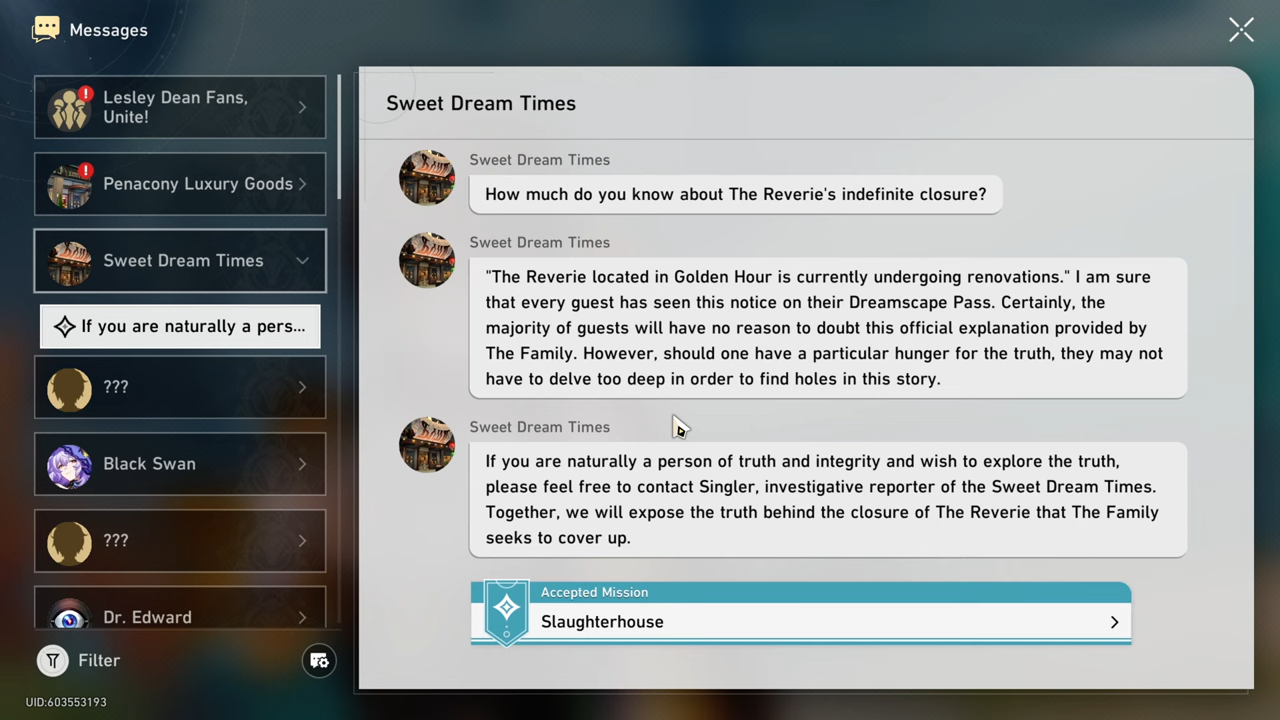 Messages
Lesley Dean Fans,
Unite!
Penacony Luxury Goods
Sweet Dream Times
If you are naturally a pers...
???
Black Swan
???
Dr. Edward
Filter
UID:603553193
Sweet Dream Times
Sweet Dream Times
How much do you know about The Reverie's indefinite closure?
Sweet Dream Times
"The Reverie located in Golden Hour is currently undergoing renovations." I am sure
that every guest has seen this notice on their Dreamscape Pass. Certainly, the
majority of guests will have no reason to doubt this official explanation provided by
The Family. However, should one have a particular hunger for the truth, they may not
have to delve too deep in order to find holes in this story.
Sweet Dream Times
If you are naturally a person of truth and integrity and wish to explore the truth,
please feel free to contact Singler, investigative reporter of the Sweet Dream Times.
Together, we will expose the truth behind the closure of The Reverie that The Family
seeks to cover up.
Accepted Mission
Slaughterhouse